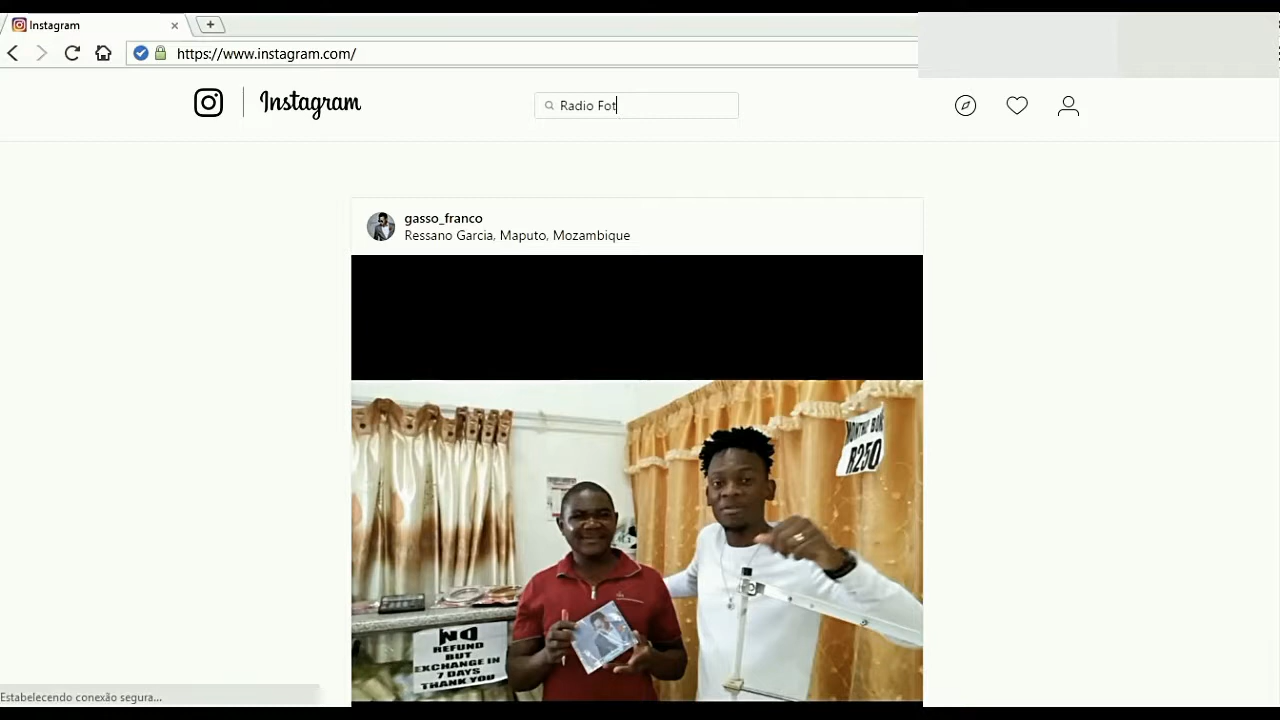 Instagram
https://www.instagram.com/
Instagram
Radio Fot
gasso_franco
Ressano Garcia, Maputo, Mozambique
MONTHLY
R250
NO
REFUND
BUT
EXCHANGE IN
7 DAYS
THANK YOU
Estabelecendo conexão segura...